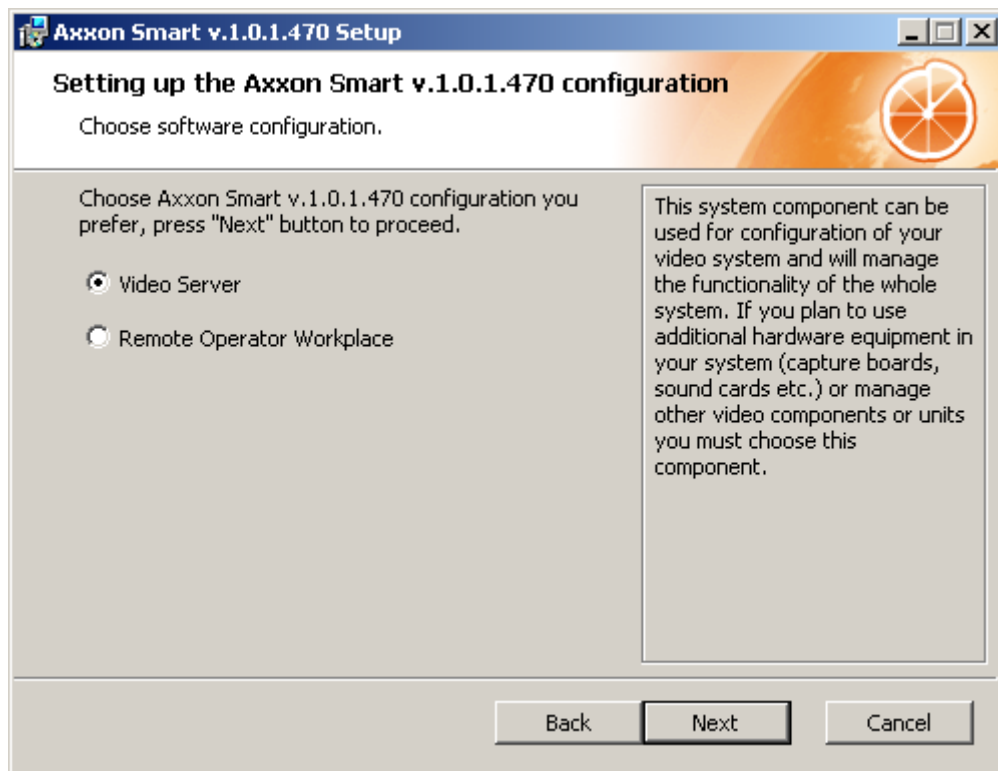 Axxon Smart v.1.0.1.470 Setup
Setting up the Axxon Smart v.1.0.1.470 configuration
Choose software configuration.
Choose Axxon Smart v.1.0.1.470 configuration you
prefer, press "Next" button to proceed.
Video Server
Remote Operator Workplace
This system component can be
used for configuration of your
video system and will manage
the functionality of the whole
system. If you plan to use
additional hardware equipment in
your system (capture boards,
sound cards etc.) or manage
other video components or units
you must choose this
component.
Back
Next
Cancel